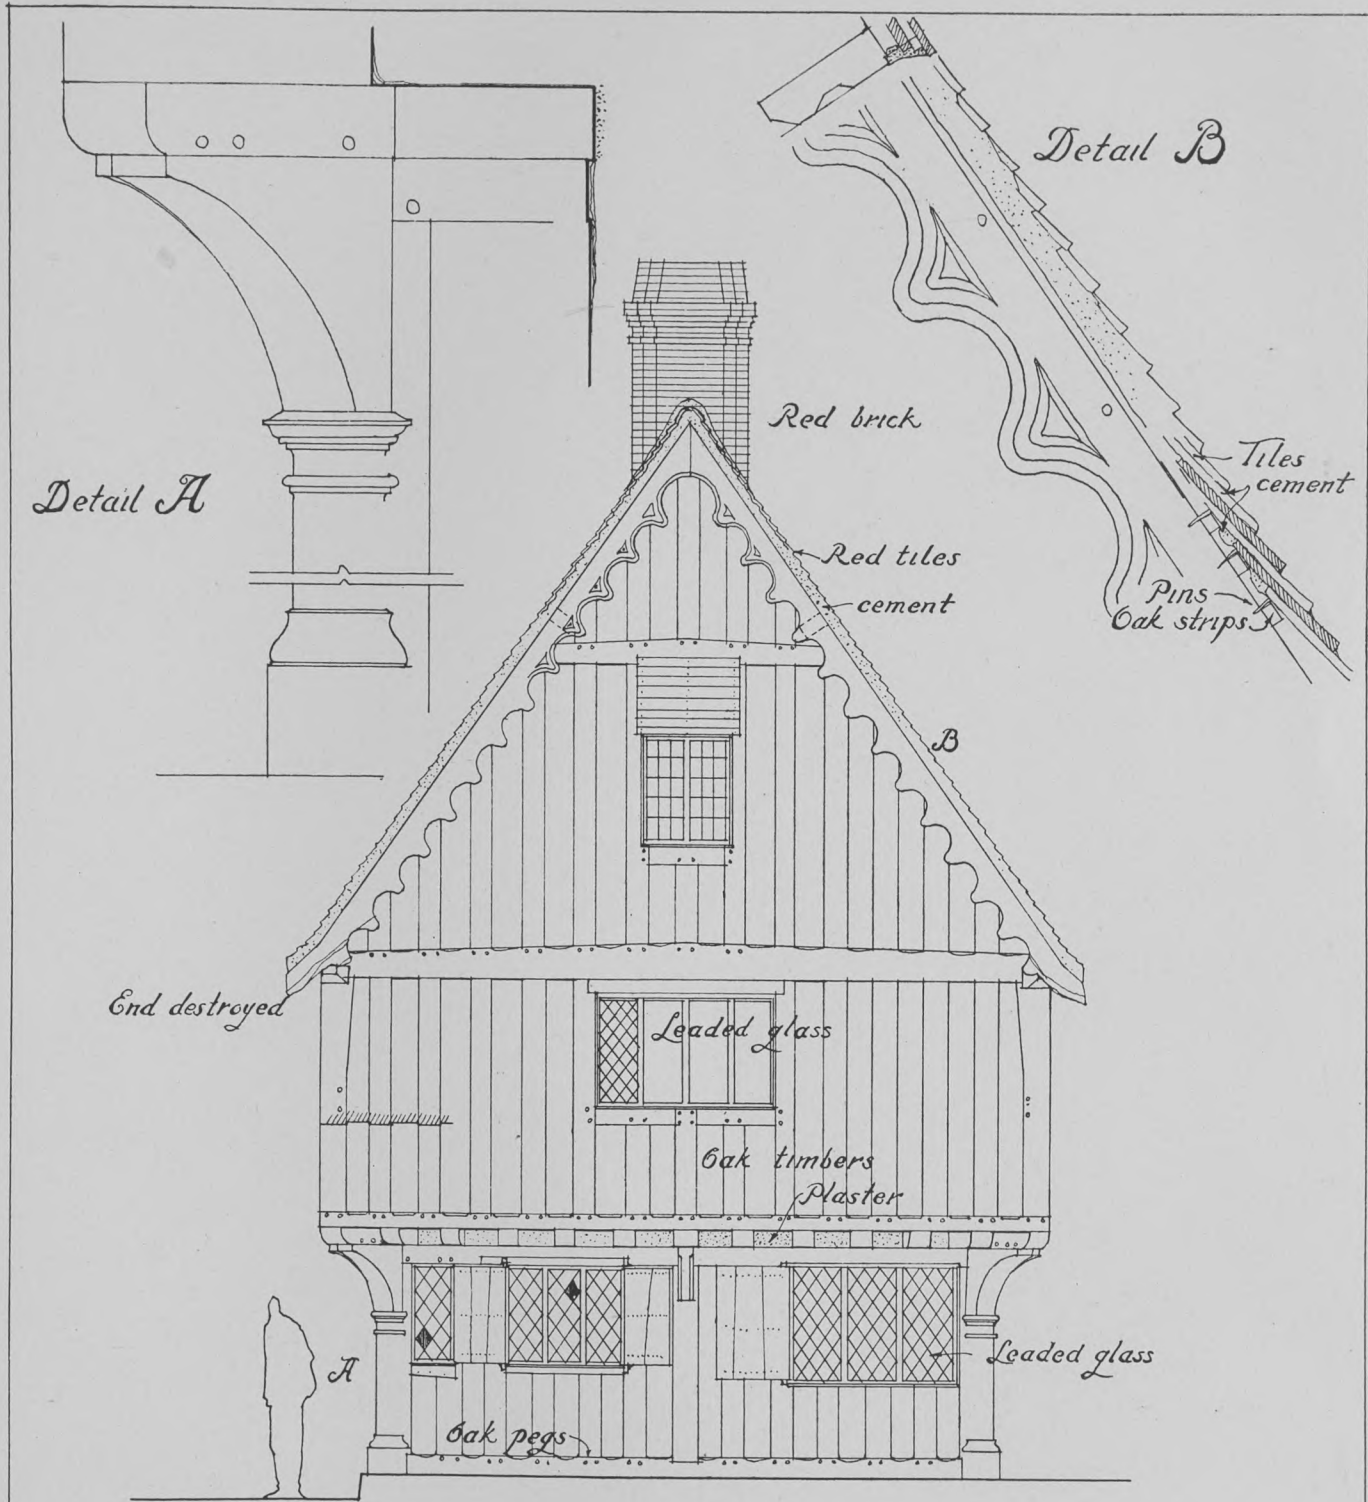 Detail B
Red brick
Tiles
cement
Detail A
Red tiles
cement
Pins
Oak strips
B
End destroyed
Leaded glass
Oak timbers
Plaster
Leaded glass
A
Oak pegs